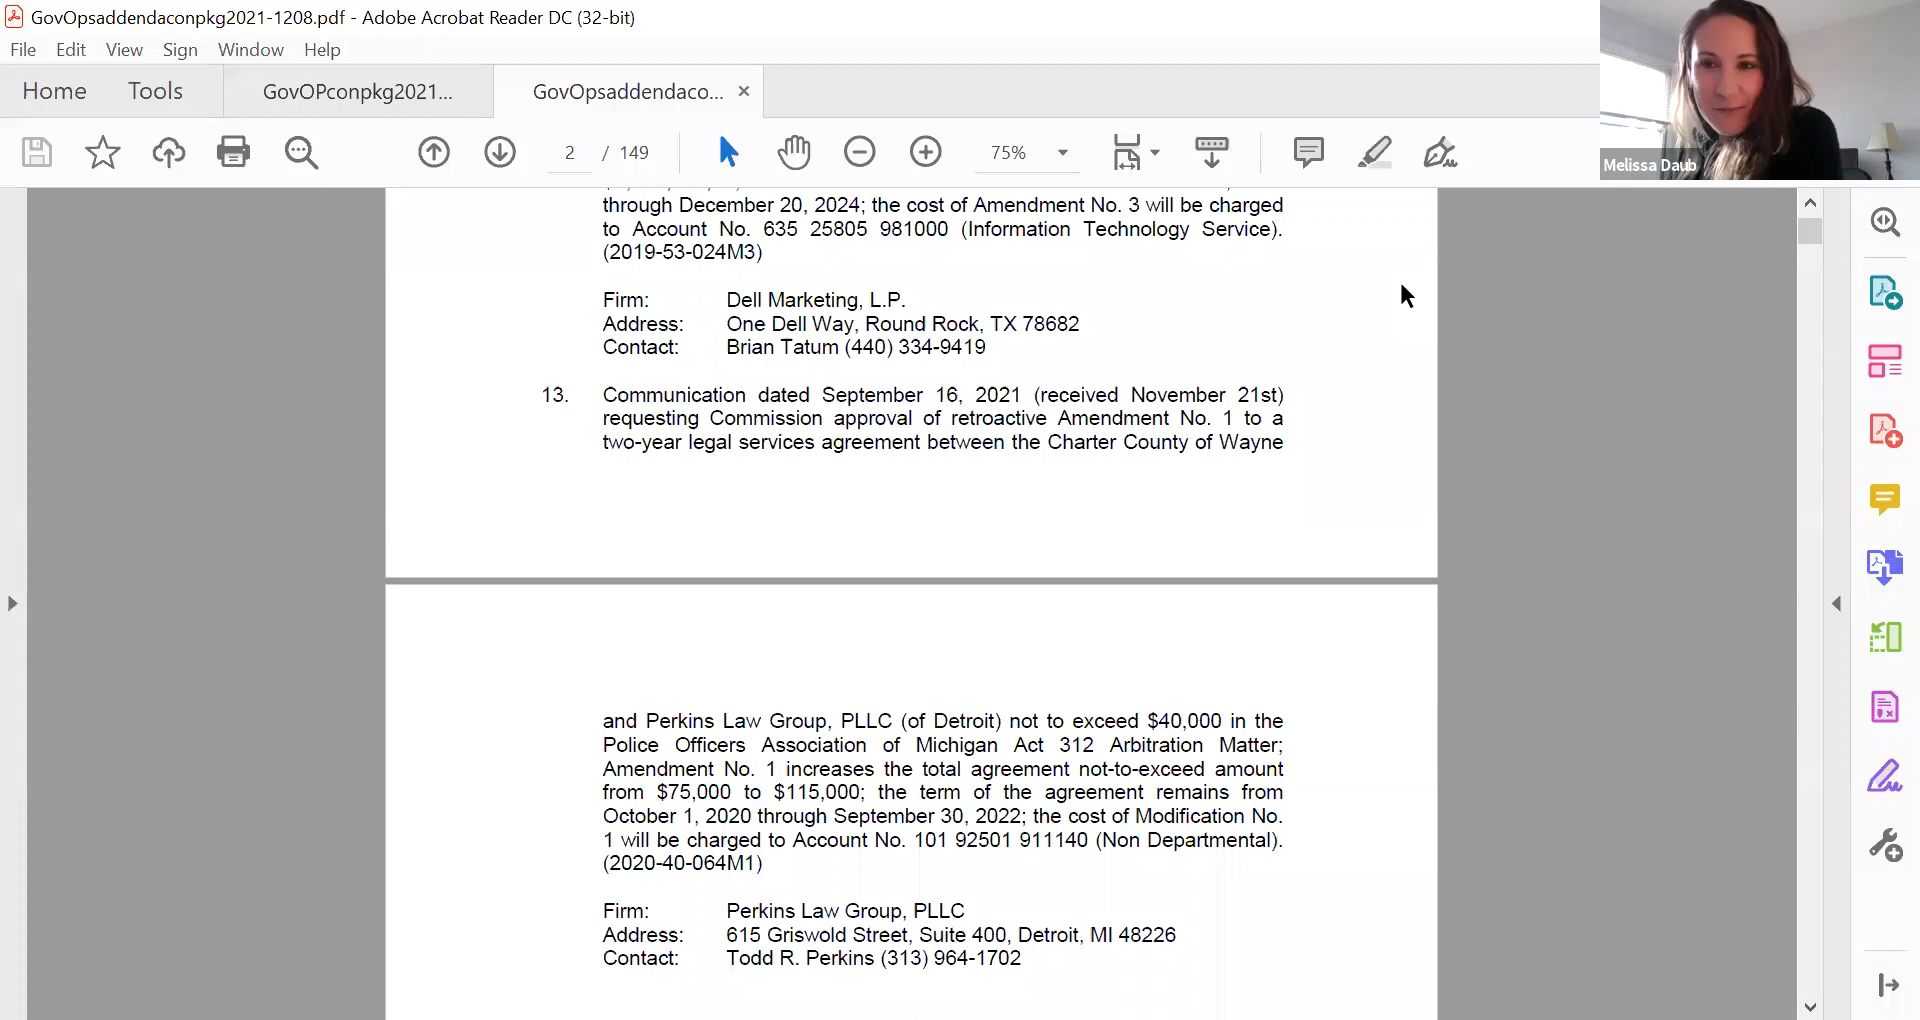 GovOpsaddendaconpkg2021-1208.pdf - Adobe Acrobat Reader DC (32-bit)
File Edit View Sign Window Help
Home Tools GovOPconpkg2021... GovOpsaddendaco... ×
2 / 149 75%
Melissa Daub
through December 20, 2024; the cost of Amendment No. 3 will be charged
to Account No. 635 25805 981000 (Information Technology Service).
(2019-53-024M3)
Firm: Dell Marketing, L.P.
Address: One Dell Way, Round Rock, TX 78682
Contact: Brian Tatum (440) 334-9419
13. Communication dated September 16, 2021 (received November 21st)
requesting Commission approval of retroactive Amendment No. 1 to a
two-year legal services agreement between the Charter County of Wayne
and Perkins Law Group, PLLC (of Detroit) not to exceed $40,000 in the
Police Officers Association of Michigan Act 312 Arbitration Matter;
Amendment No. 1 increases the total agreement not-to-exceed amount
from $75,000 to $115,000; the term of the agreement remains from
October 1, 2020 through September 30, 2022; the cost of Modification No.
1 will be charged to Account No. 101 92501 911140 (Non Departmental).
(2020-40-064M1)
Firm: Perkins Law Group, PLLC
Address: 615 Griswold Street, Suite 400, Detroit, MI 48226
Contact: Todd R. Perkins (313) 964-1702